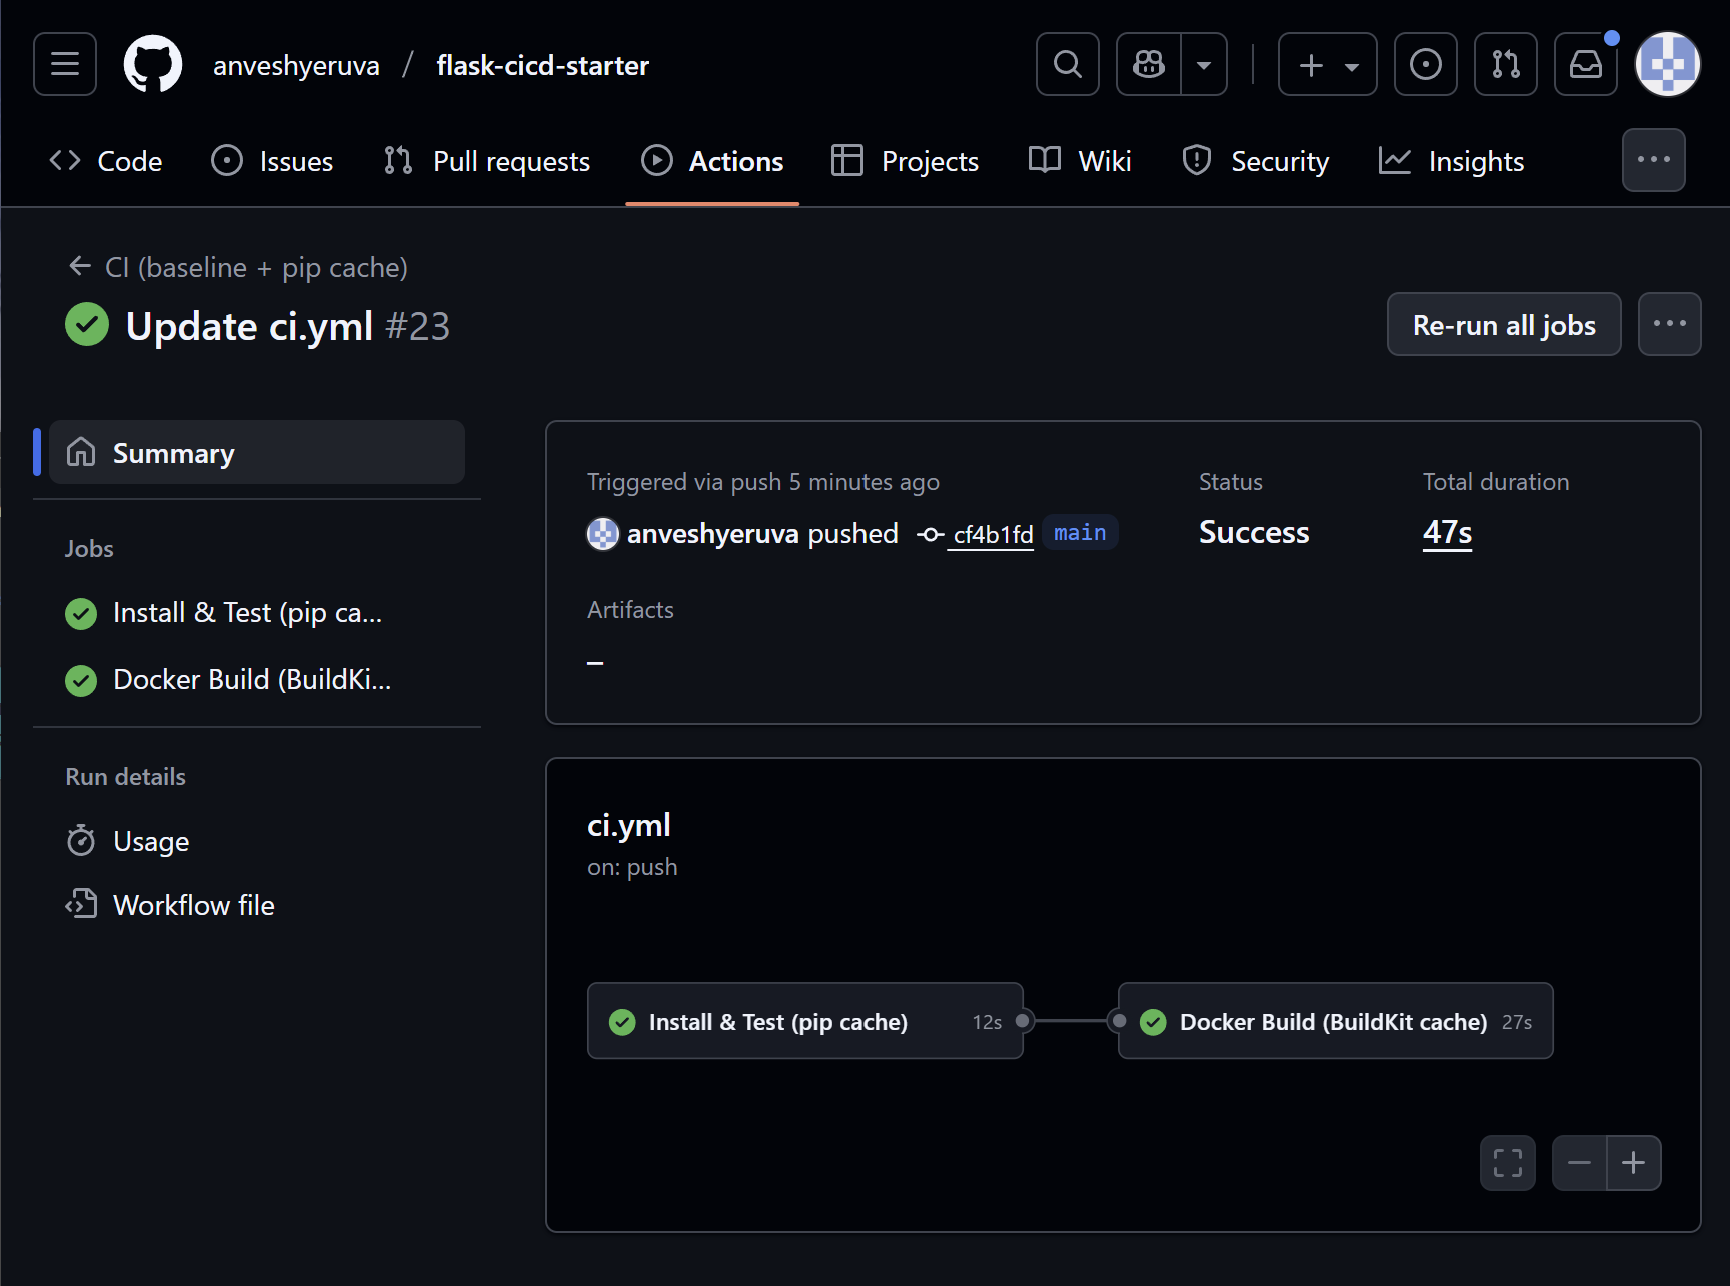 anveshyeruva / flask-cicd-starter
Code Issues Pull requests Actions Projects Wiki Security Insights
CI (baseline + pip cache)
Update ci.yml #23
Re-run all jobs
Summary
Jobs
Install & Test (pip ca...
Docker Build (BuildKi...
Run details
Usage
Workflow file
Triggered via push 5 minutes ago
anveshyeruva pushed cf4b1fd main
Status
Success
Total duration
47s
Artifacts
–
ci.yml
on: push
Install & Test (pip cache) 12s
Docker Build (BuildKit cache) 27s